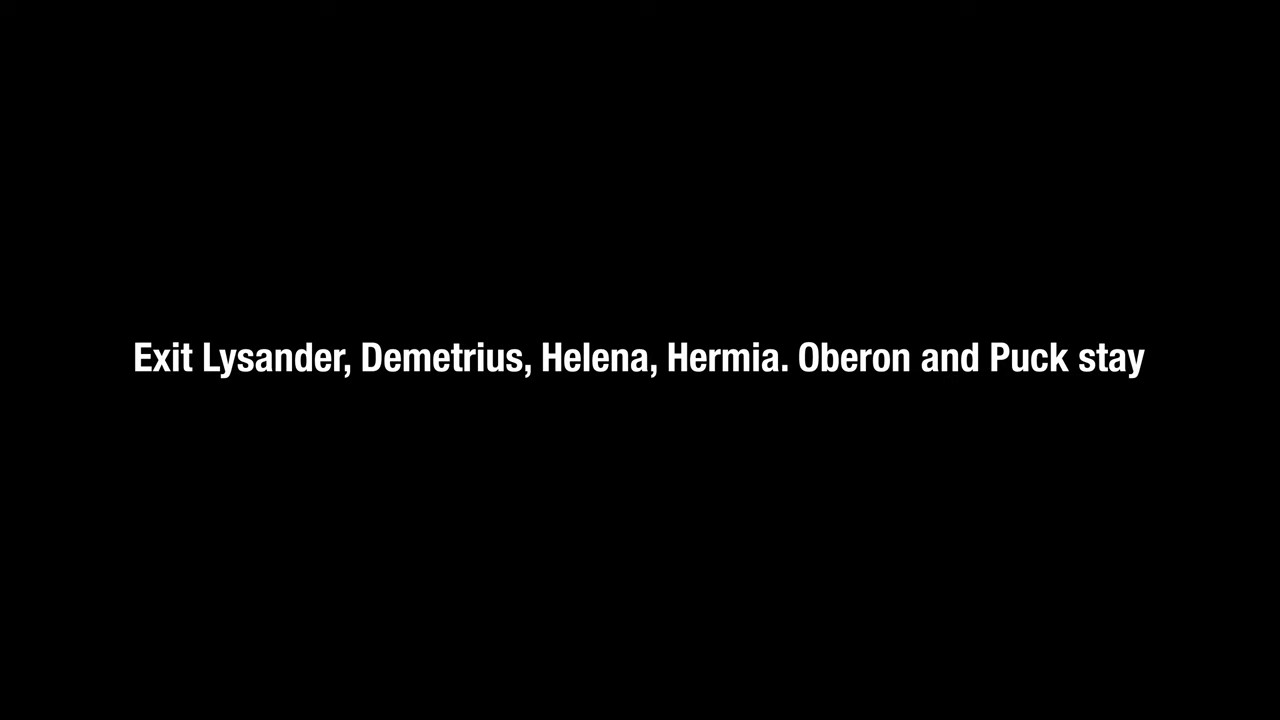 Exit Lysander, Demetrius, Helena, Hermia. Oberon and Puck stay